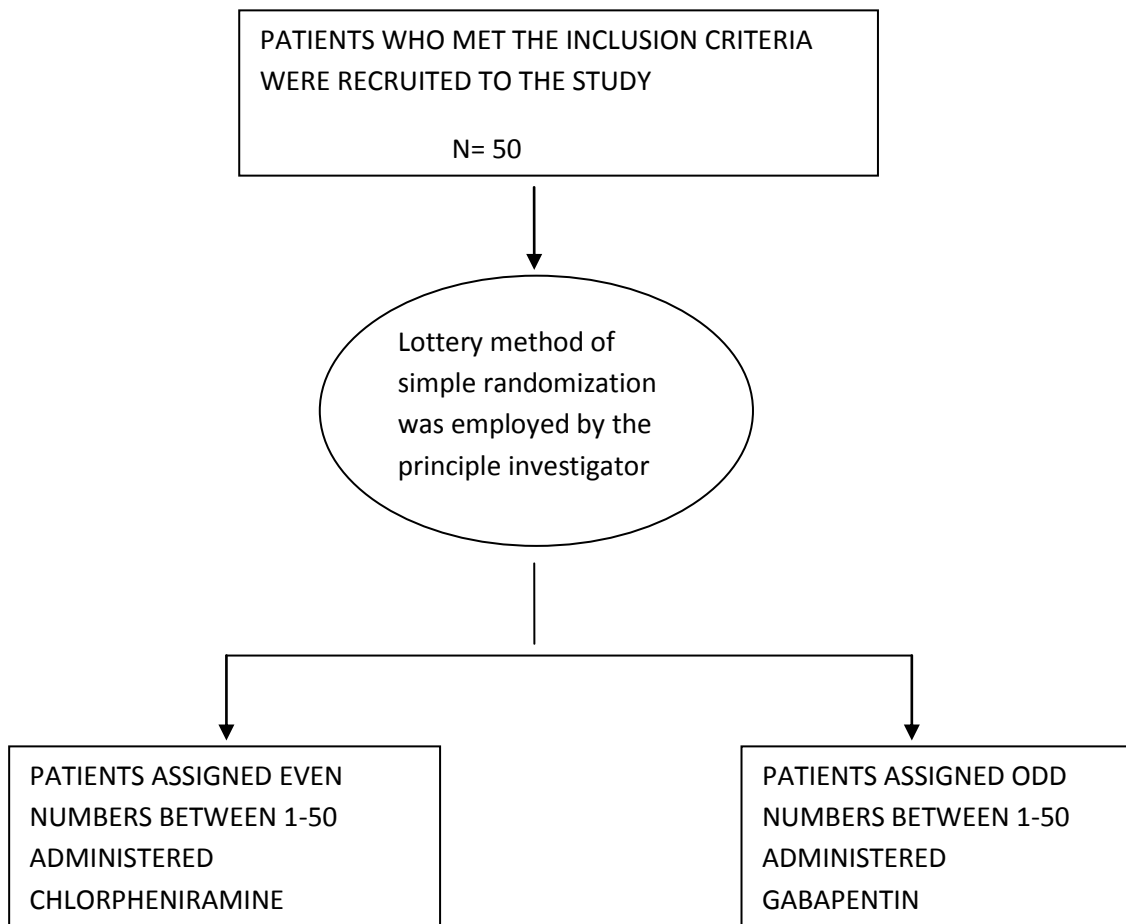 PATIENTS WHO MET THE INCLUSION CRITERIA
WERE RECRUITED TO THE STUDY
N= 50
Lottery method of
simple randomization
was employed by the
principle investigator
PATIENTS ASSIGNED EVEN
NUMBERS BETWEEN 1-50
ADMINISTERED
CHLORPHENIRAMINE
PATIENTS ASSIGNED ODD
NUMBERS BETWEEN 1-50
ADMINISTERED
GABAPENTIN